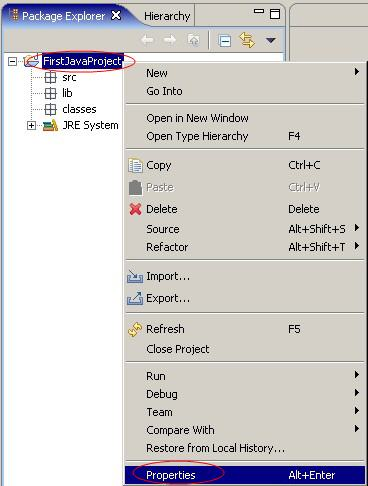 Package Explorer Hierarchy
FirstJavaProject
src
lib
classes
JRE System
New
Go Into
Open in New Window
Open Type Hierarchy F4
Copy Ctrl+C
Paste Ctrl+V
Delete Delete
Source Alt+Shift+S
Refactor Alt+Shift+T
Import...
Export...
Refresh F5
Close Project
Run
Debug
Team
Compare With
Restore from Local History...
Properties Alt+Enter